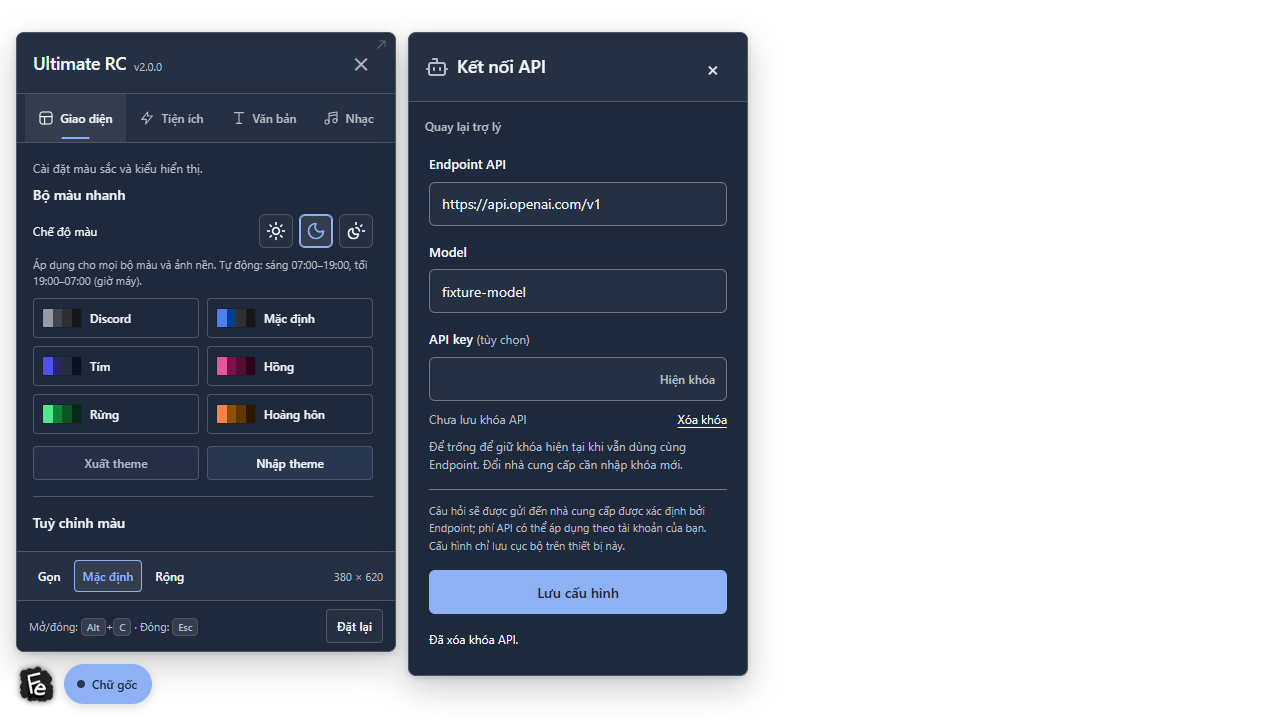 Ultimate RC v2.0.0
Giao diện
Tiện ích
Văn bản
Nhạc
Cài đặt màu sắc và kiểu hiển thị.
Bộ màu nhanh
Chế độ màu
Áp dụng cho mọi bộ màu và ảnh nền. Tự động: sáng 07:00–19:00, tối
19:00–07:00 (giờ máy).
Discord
Mặc định
Tím
Hồng
Rừng
Hoàng hôn
Xuất theme
Nhập theme
Tuỳ chỉnh màu
Gọn
Mặc định
Rộng
380 × 620
Mở/đóng: Alt + C · Đóng: Esc
Đặt lại
Fe
Chữ gốc
Kết nối API
Quay lại trợ lý
Endpoint API
https://api.openai.com/v1
Model
fixture-model
API key (tùy chọn)
Hiện khóa
Chưa lưu khóa API
Xóa khóa
Để trống để giữ khóa hiện tại khi vẫn dùng cùng
Endpoint. Đổi nhà cung cấp cần nhập khóa mới.
Câu hỏi sẽ được gửi đến nhà cung cấp được xác định bởi
Endpoint; phí API có thể áp dụng theo tài khoản của bạn.
Cấu hình chỉ lưu cục bộ trên thiết bị này.
Lưu cấu hình
Đã xóa khóa API.